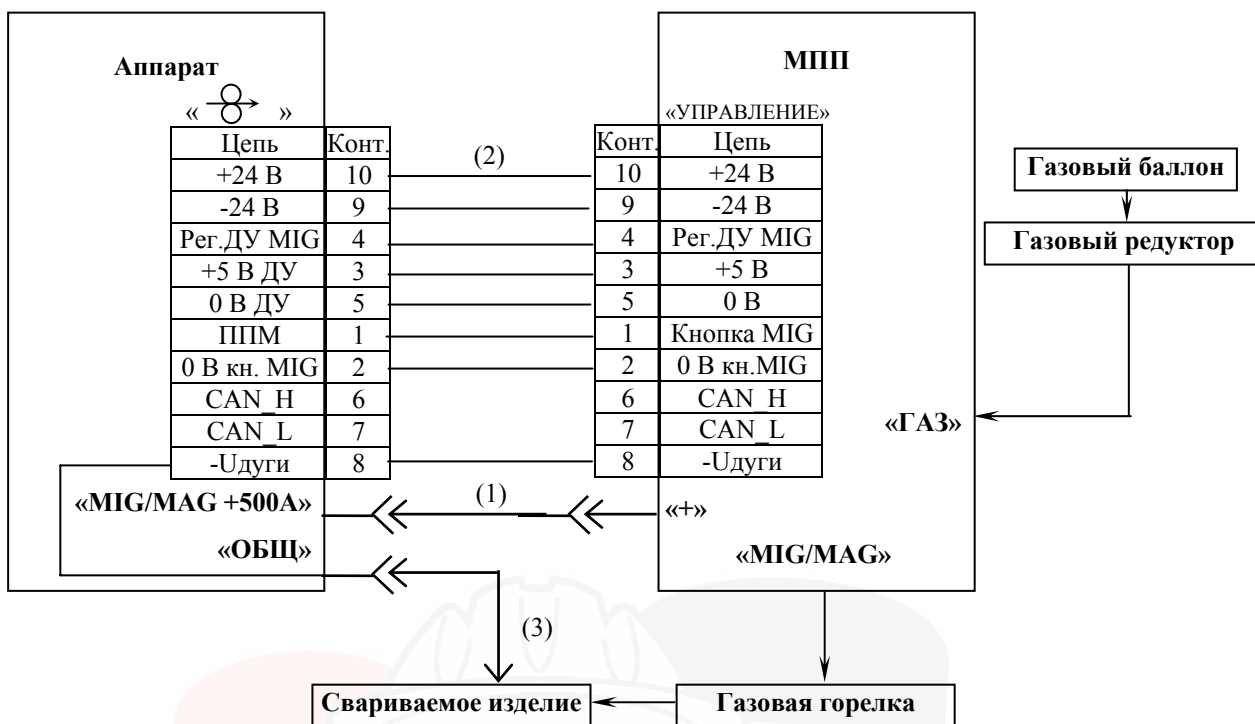 Аппарат
« »
Цепь Конт.
+24 В 10
-24 В 9
Рег.ДУ MIG 4
+5 В ДУ 3
0 В ДУ 5
ППМ 1
0 В кн. MIG 2
CAN_H 6
CAN_L 7
-Uдуги 8
«MIG/MAG +500А»
«ОБЩ»
(2)
(1)
(3)
МПП
«УПРАВЛЕНИЕ»
Конт. Цепь
10 +24 В
9 -24 В
4 Рег.ДУ MIG
3 +5 В
5 0 В
1 Кнопка MIG
2 0 В кн.MIG
6 CAN_H
7 CAN_L
8 -Uдуги
«+»
«ГАЗ»
«MIG/MAG»
Газовый баллон
Газовый редуктор
Свариваемое изделие
Газовая горелка